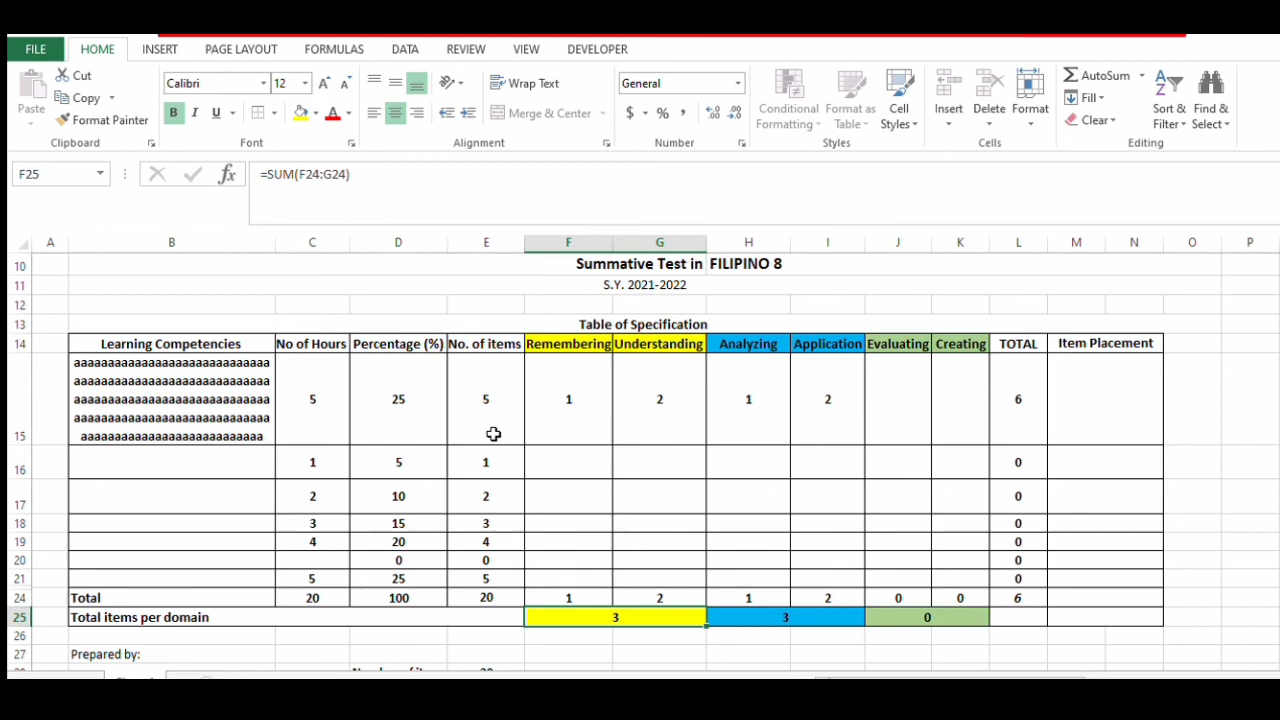 FILE HOME INSERT PAGE LAYOUT FORMULAS DATA REVIEW VIEW DEVELOPER
Paste
Cut
Copy
Format Painter
Clipboard
Calibri 12
B I U
Font
Wrap Text
Merge & Center
Alignment
General
$ % ,
Number
Conditional Formatting
Format as Table
Cell Styles
Styles
Insert Delete Format
Cells
AutoSum
Fill
Clear
Sort & Filter
Find & Select
Editing
F25 fx =SUM(F24:G24)
A B C D E F G H I J K L M N O P
10 Summative Test in FILIPINO 8
11 S.Y. 2021-2022
12
13 Table of Specification
14 Learning Competencies No of Hours Percentage (%) No. of items Remembering Understanding Analyzing Application Evaluating Creating TOTAL Item Placement
aaaaaaaaaaaaaaaaaaaaaaaaaaaaa
aaaaaaaaaaaaaaaaaaaaaaaaaaaaa
aaaaaaaaaaaaaaaaaaaaaaaaaaaaa
aaaaaaaaaaaaaaaaaaaaaaaaaaaaa
aaaaaaaaaaaaaaaaaaaaaaaaaaa
15 5 25 5 1 2 1 2 6
16 1 5 1 0
17 2 10 2 0
18 3 15 3 0
19 4 20 4 0
20 0 0 0
21 5 25 5 0
24 Total 20 100 20 1 2 1 2 0 0 6
25 Total items per domain 3 3 0
26
27 Prepared by: